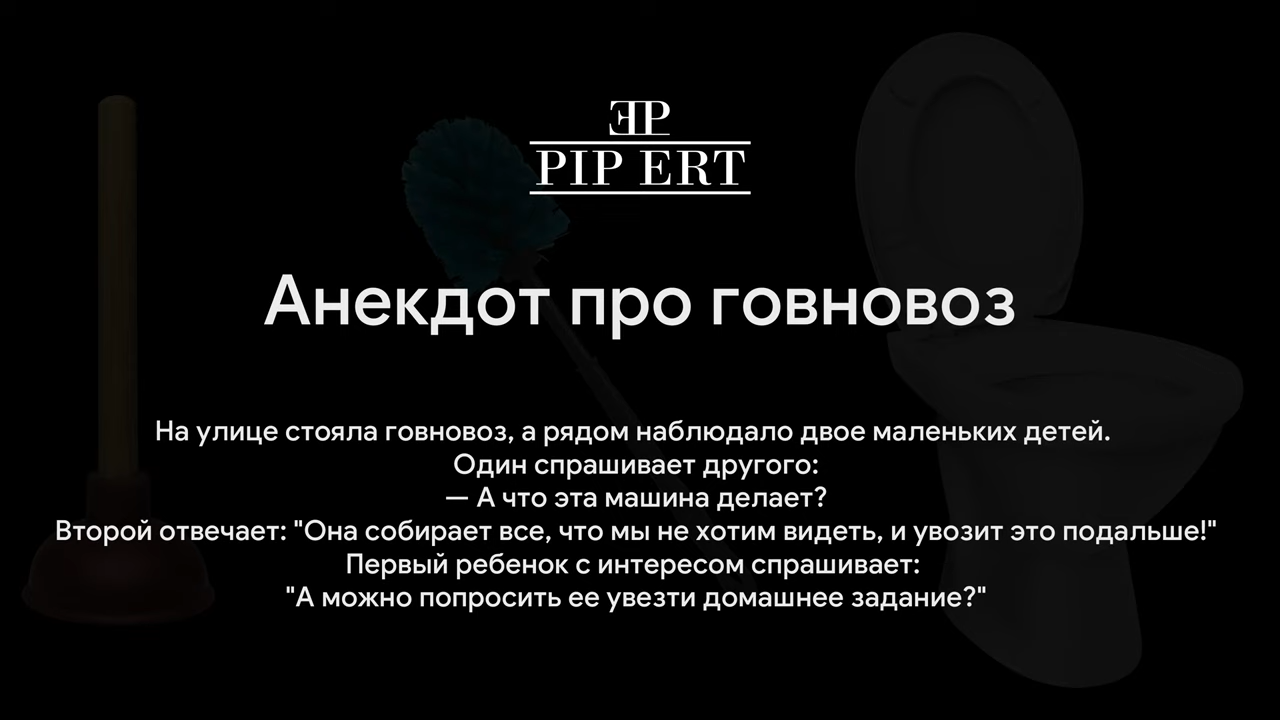 ƎP
PIP ERT
Анекдот про говновоз
На улице стояла говновоз, а рядом наблюдало двое маленьких детей.
Один спрашивает другого:
— А что эта машина делает?
Второй отвечает: "Она собирает все, что мы не хотим видеть, и увозит это подальше!"
Первый ребенок с интересом спрашивает:
"А можно попросить ее увезти домашнее задание?"